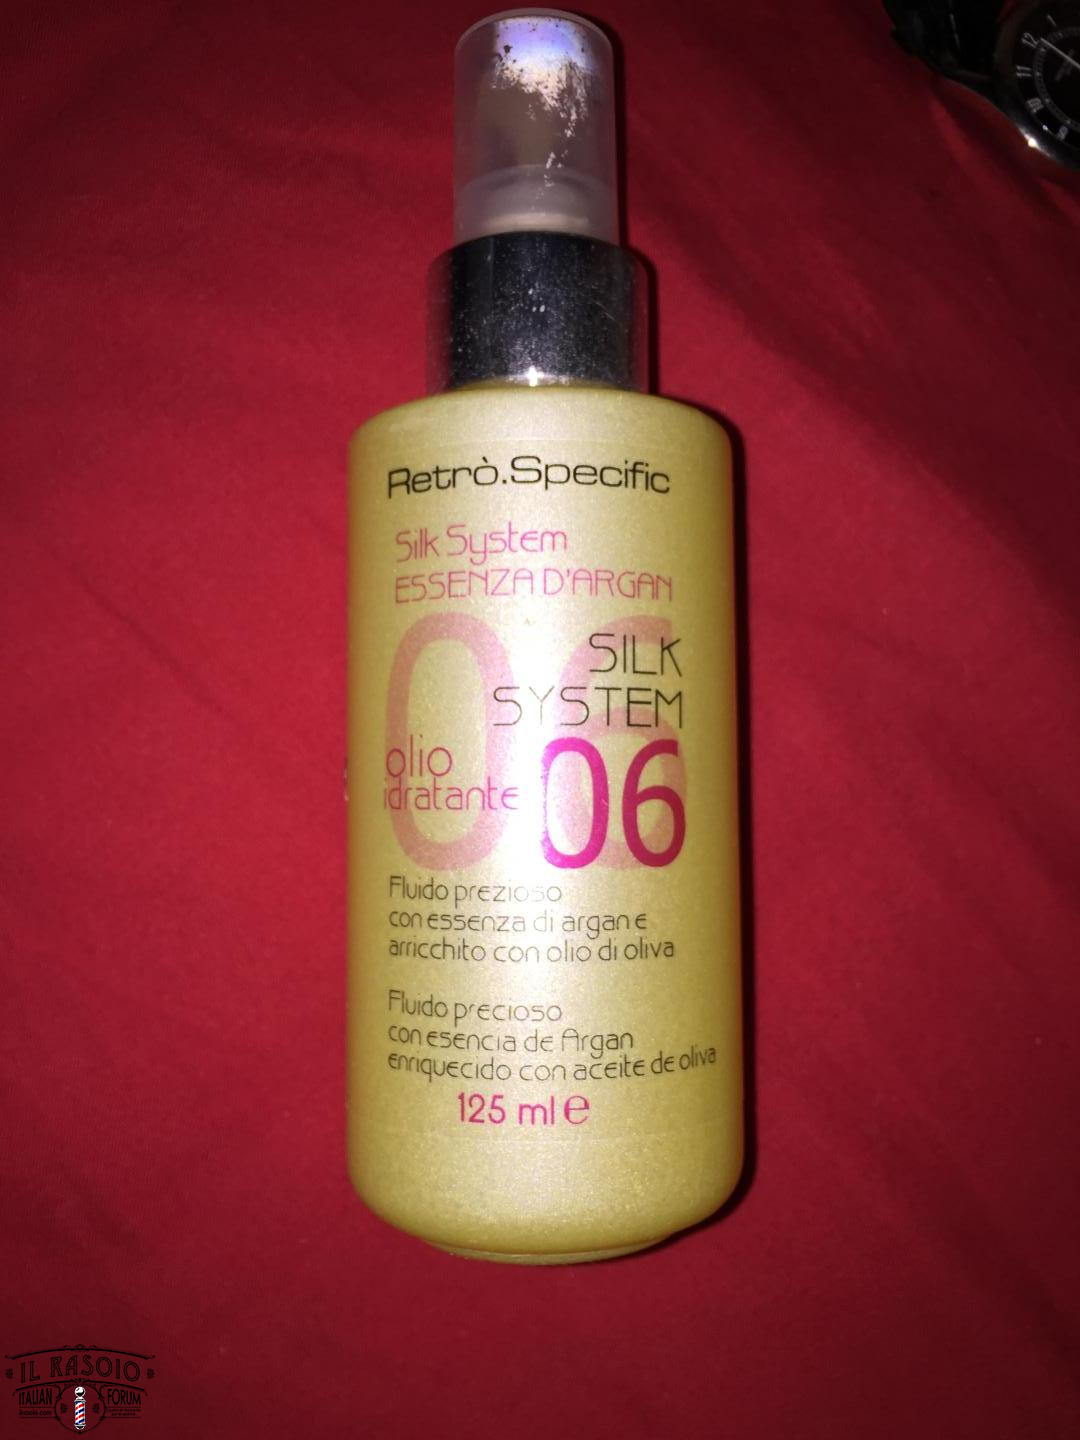 Retrò.Specific
Silk System
ESSENZA D'ARGAN
06
SILK
SYSTEM
06
olio
idratante
Fluido prezioso
con essenza di argan e
arricchito con olio di oliva
Fluido precioso
con esencia de Argan
enriquecido con aceite de oliva
125 ml e
IL RASOIO
ITALIAN FORUM